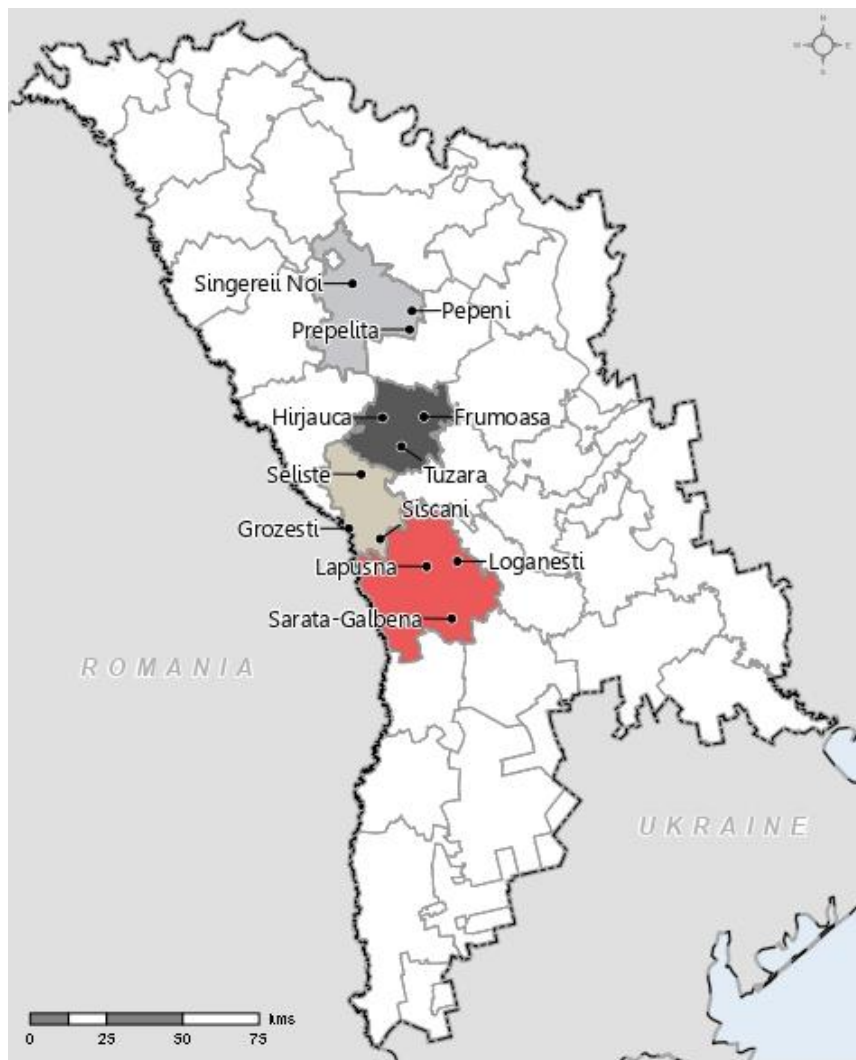 N
W E
S
Singereii Noi
Pepeni
Prepelita
Hirjauca
Frumoasa
Tuzara
Seliste
Siscani
Grozesti
Lapusna
Loganesti
Sarata-Galbena
ROMANIA
UKRAINE
kms
0 25 50 75